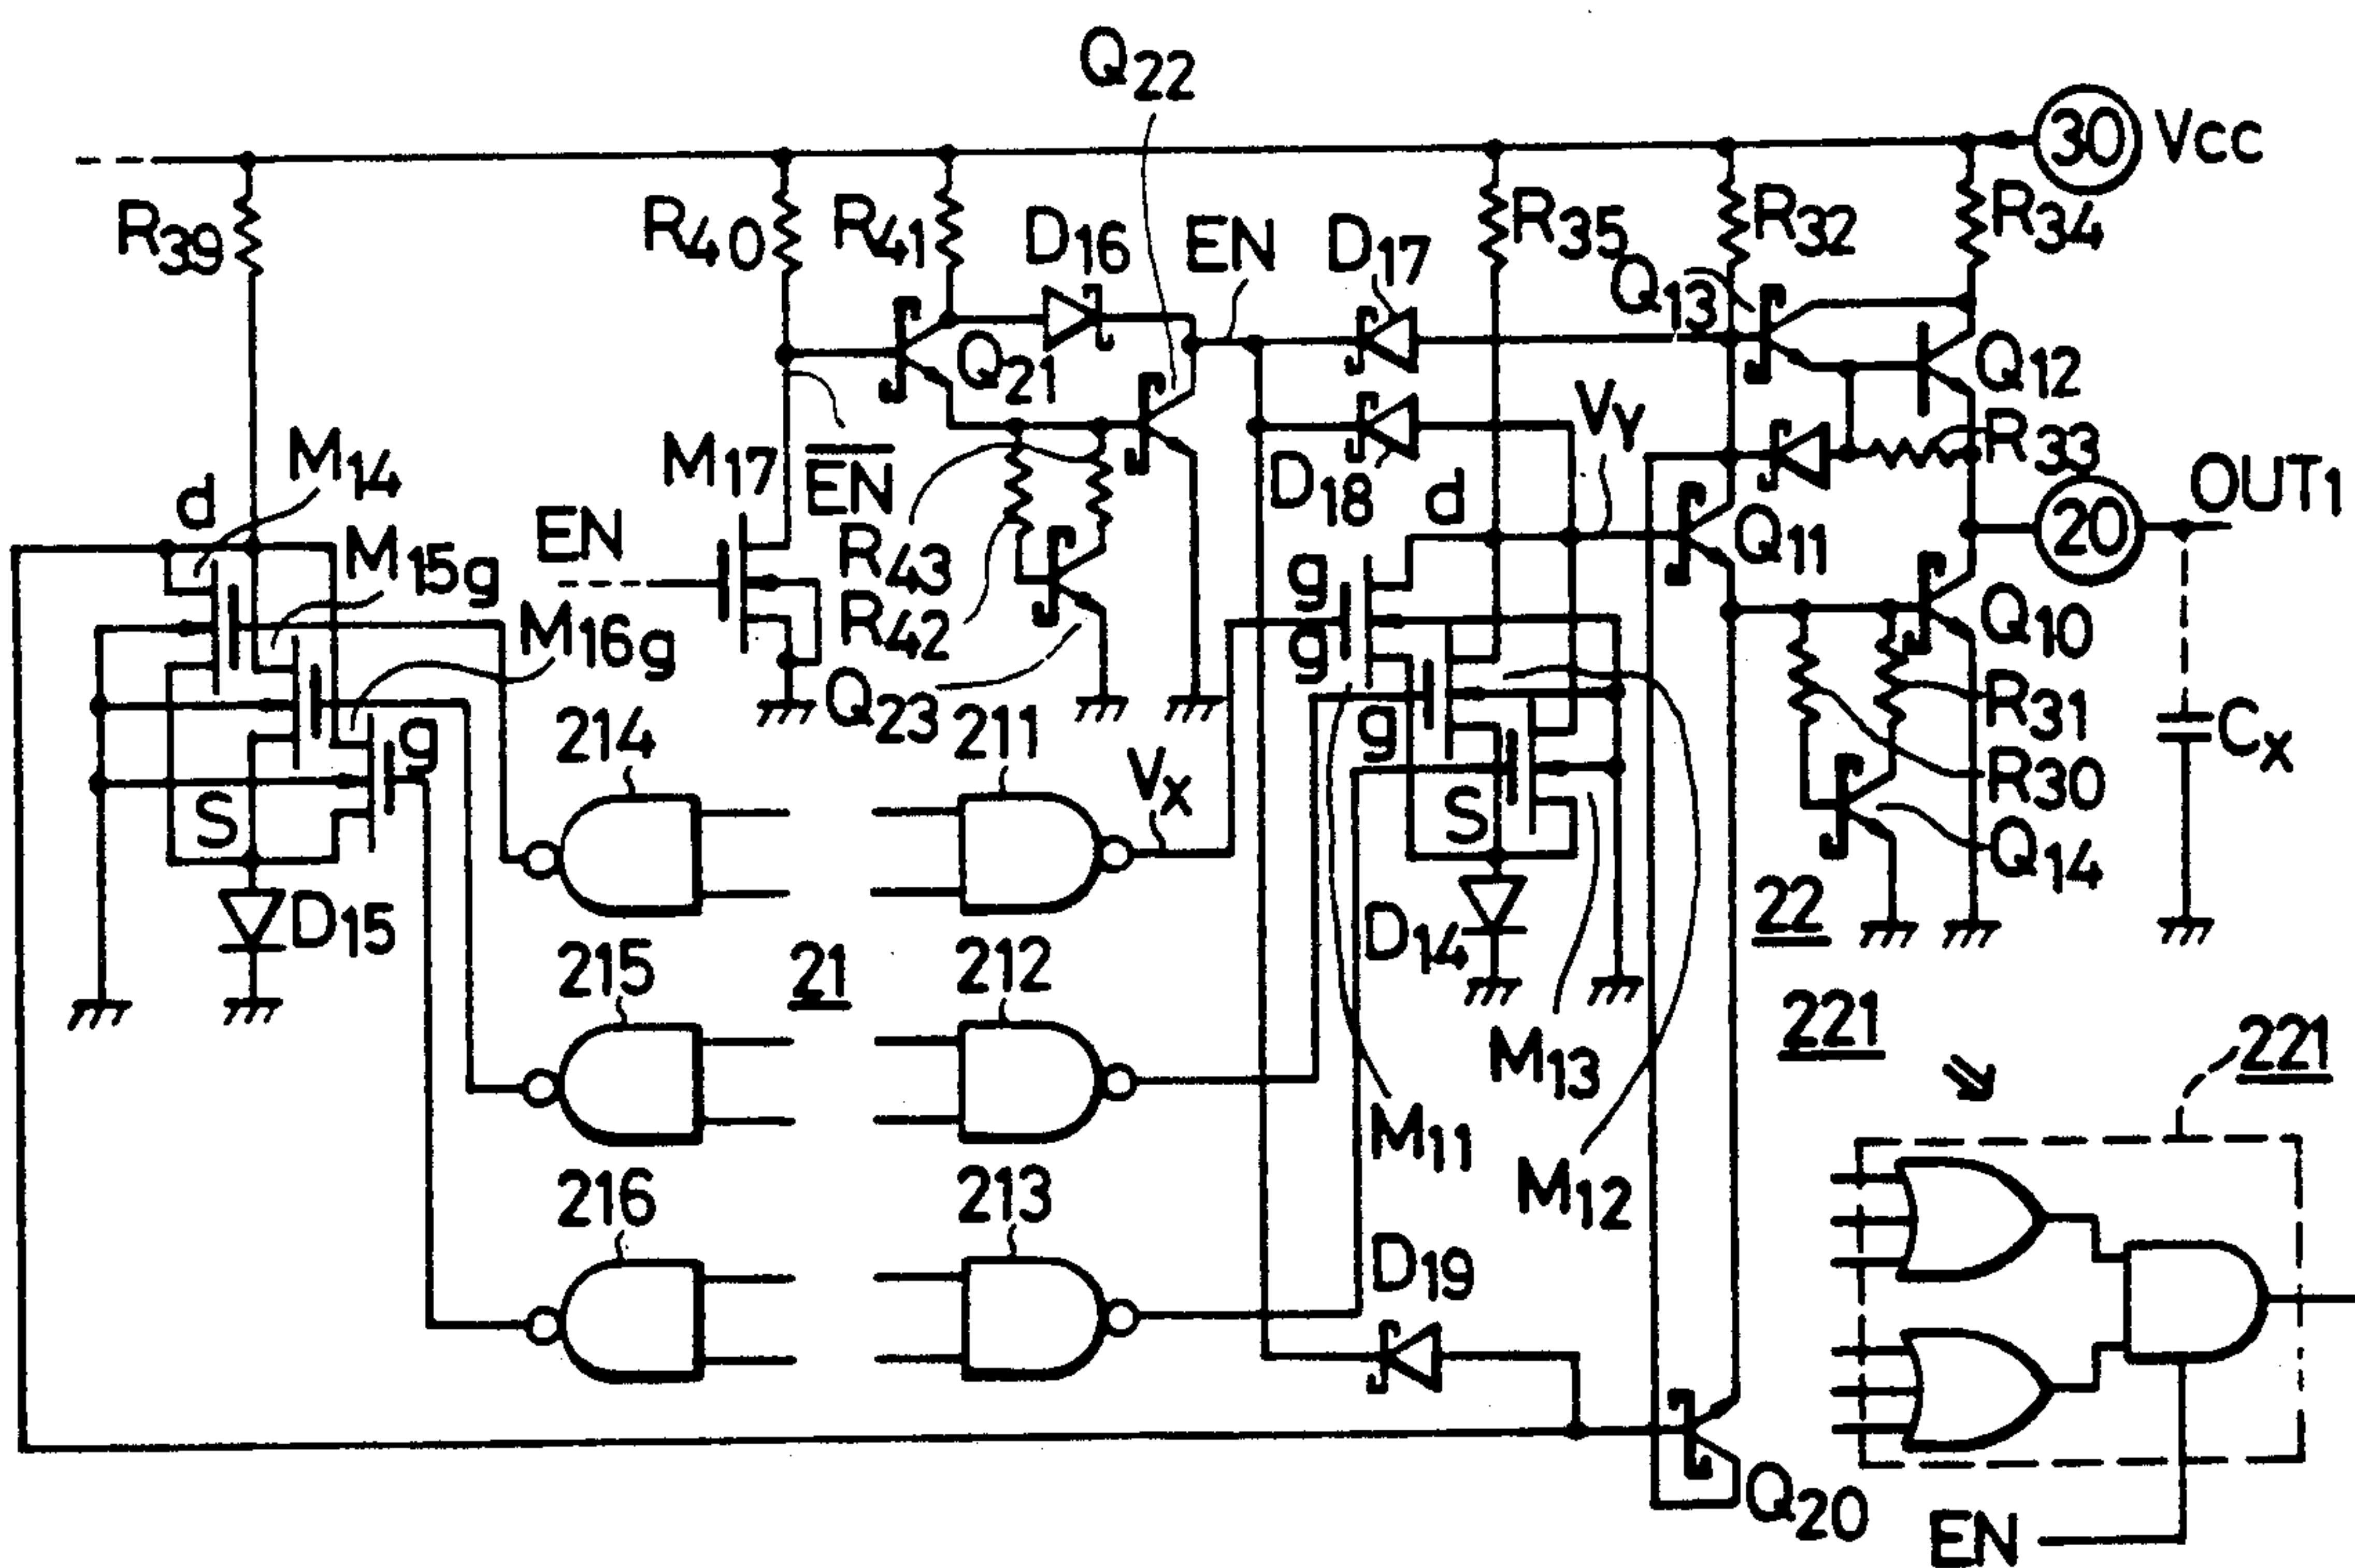 Q22
30 Vcc
R39
R40
R41
D16
EN
D17
R35
R32
R34
Q13
Q21
Q12
M14
d
M17
EN
D18
d
VY
R33
OUT1
EN
M15g
R43
g
Q11
20
M16g
R42
g
Q10
214
Q23
211
g
R31
g
VX
CX
S
S
R30
Q14
D15
D14
22
215
21
212
221
M13
221
M11
216
213
M12
D19
Q20
EN